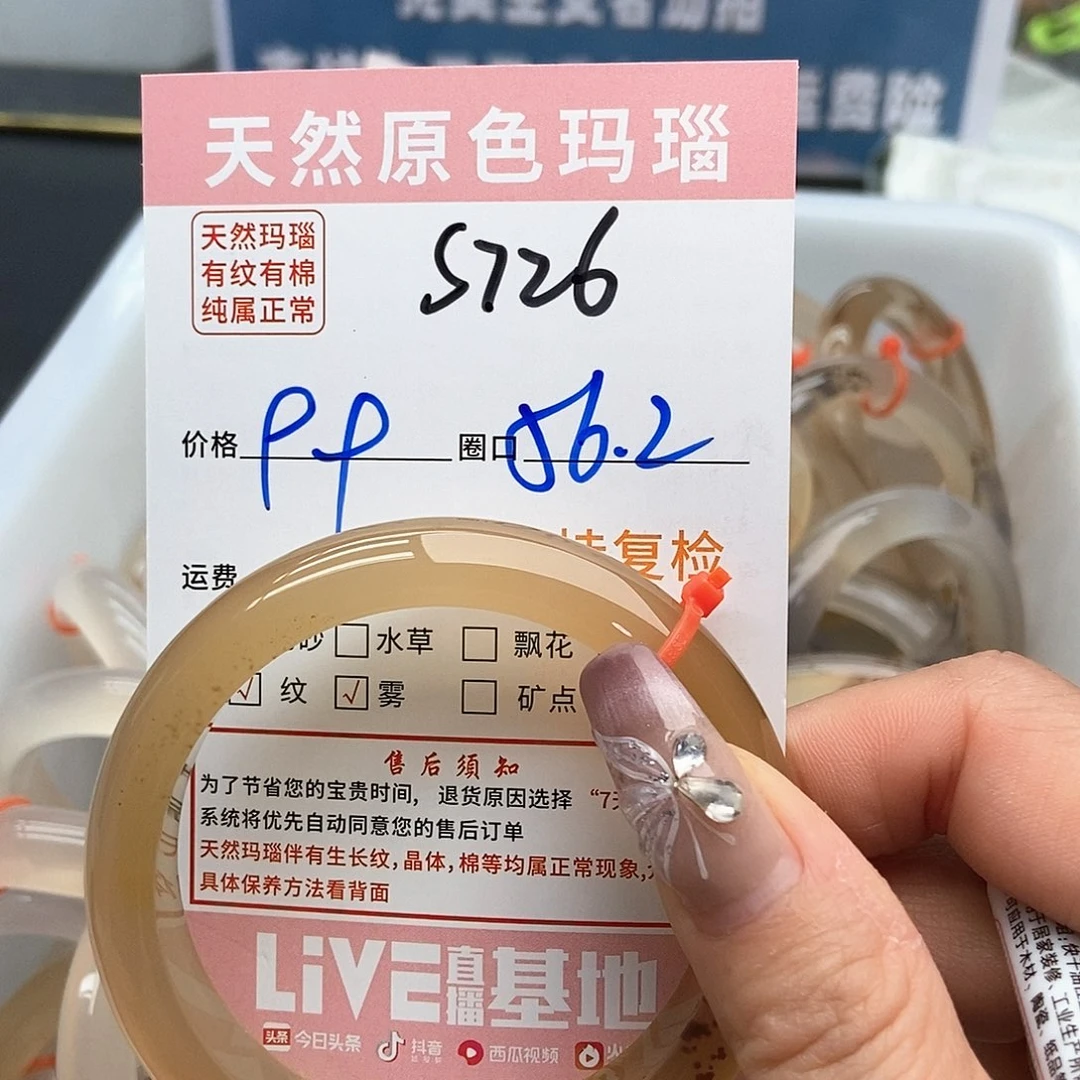 天然原色玛瑙
天然玛瑙
有纹有棉
纯属正常
S726
价格 99 圈口 56.2
复检
运费
砂 水草 飘花
√ 纹 √ 雾 矿点
售后须知
为了节省您的宝贵时间, 退货原因选择 “7
系统将优先自动同意您的售后订单
天然玛瑙伴有生长纹,晶体,棉等均属正常现象,
具体保养方法看背面
LiVE直播基地
头条 今日头条 抖音 西瓜视频 火